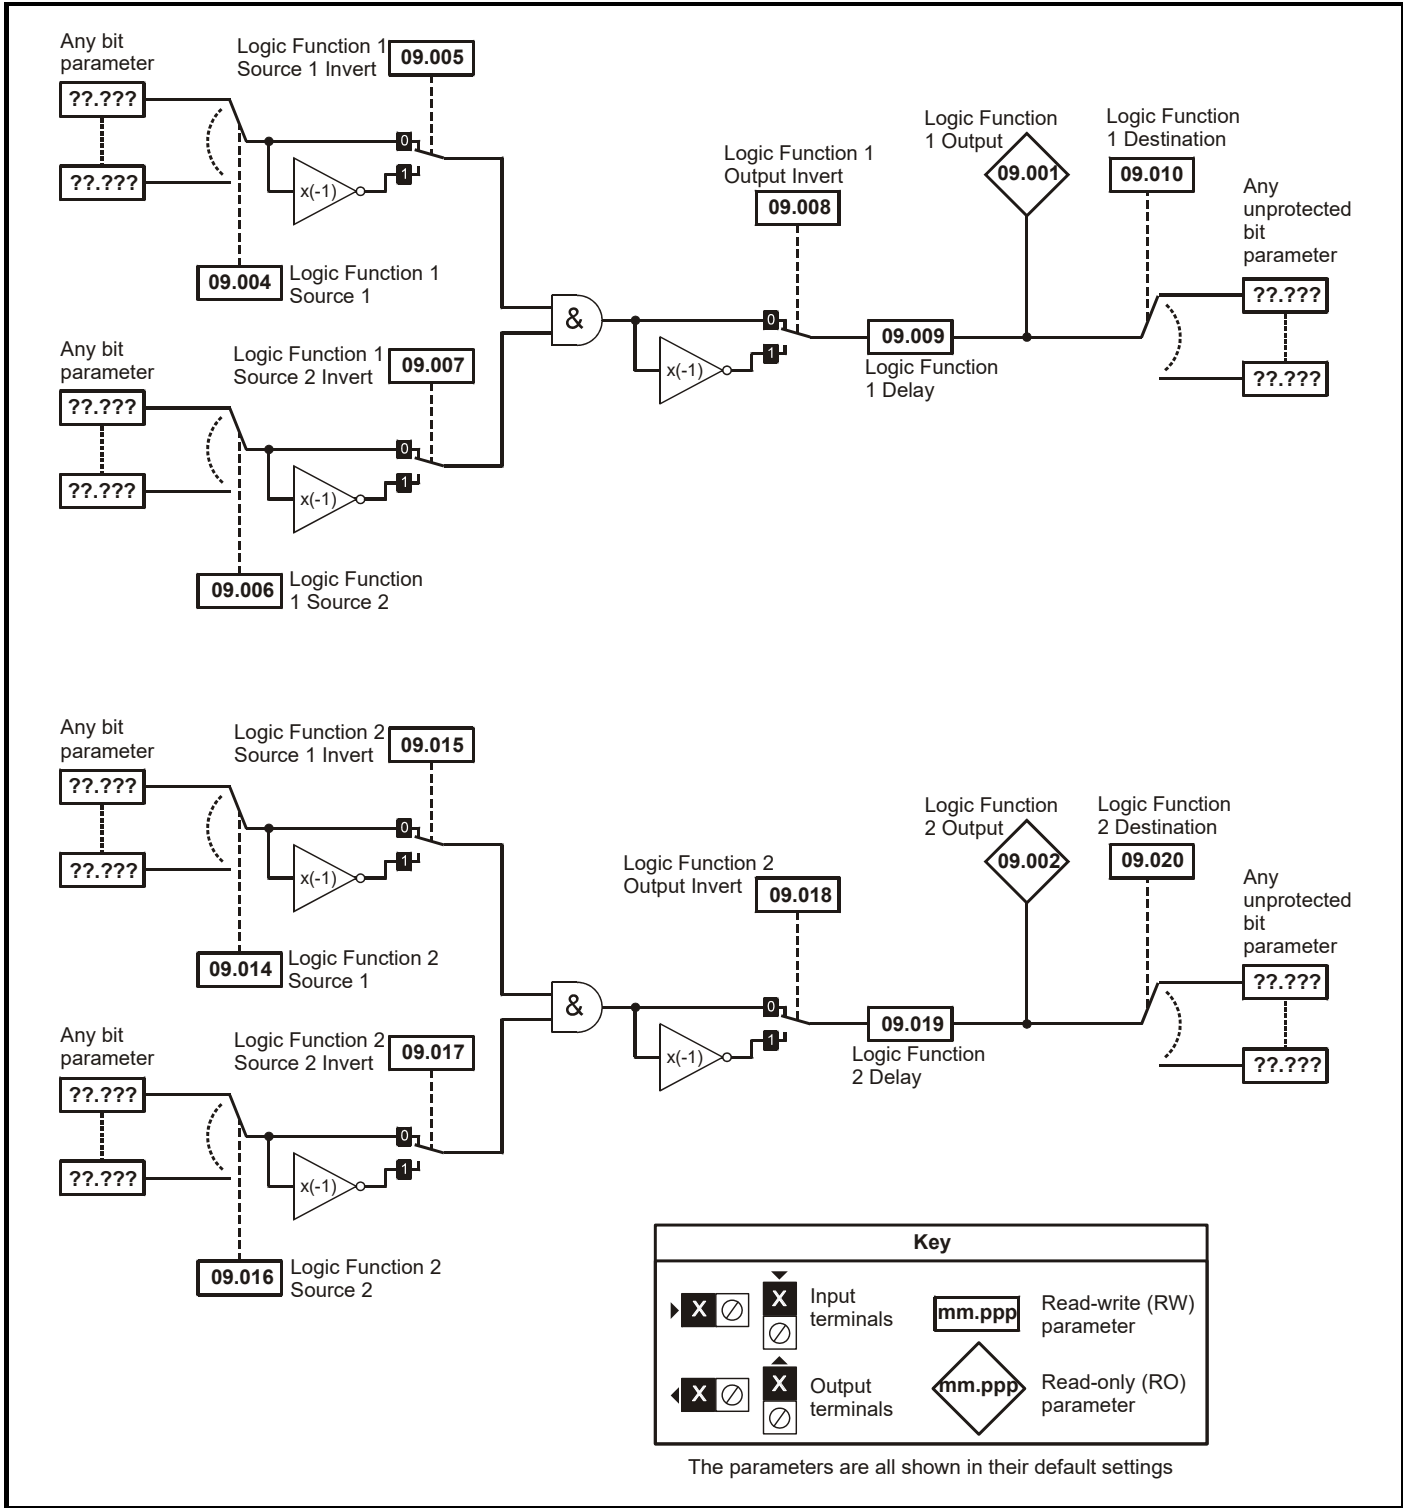 Any bit
parameter
??.???
??.???
Logic Function 1
Source 1 Invert
09.005
0
1
x(-1)
09.004
Logic Function 1
Source 1
Any bit
parameter
??.???
??.???
Logic Function 1
Source 2 Invert
09.007
0
1
x(-1)
09.006
Logic Function
1 Source 2
&
Logic Function 1
Output Invert
09.008
0
1
x(-1)
09.009
Logic Function
1 Delay
Logic Function
1 Output
09.001
Logic Function
1 Destination
09.010
Any
unprotected
bit
parameter
??.???
??.???
Any bit
parameter
??.???
??.???
Logic Function 2
Source 1 Invert
09.015
0
1
x(-1)
09.014
Logic Function 2
Source 1
Any bit
parameter
??.???
??.???
Logic Function 2
Source 2 Invert
09.017
0
1
x(-1)
09.016
Logic Function 2
Source 2
&
Logic Function 2
Output Invert
09.018
0
1
x(-1)
09.019
Logic Function
2 Delay
Logic Function
2 Output
09.002
Logic Function
2 Destination
09.020
Any
unprotected
bit
parameter
??.???
??.???
Key
X
X
Input
terminals
mm.ppp
Read-write (RW)
parameter
X
X
Output
terminals
mm.ppp
Read-only (RO)
parameter
The parameters are all shown in their default settings